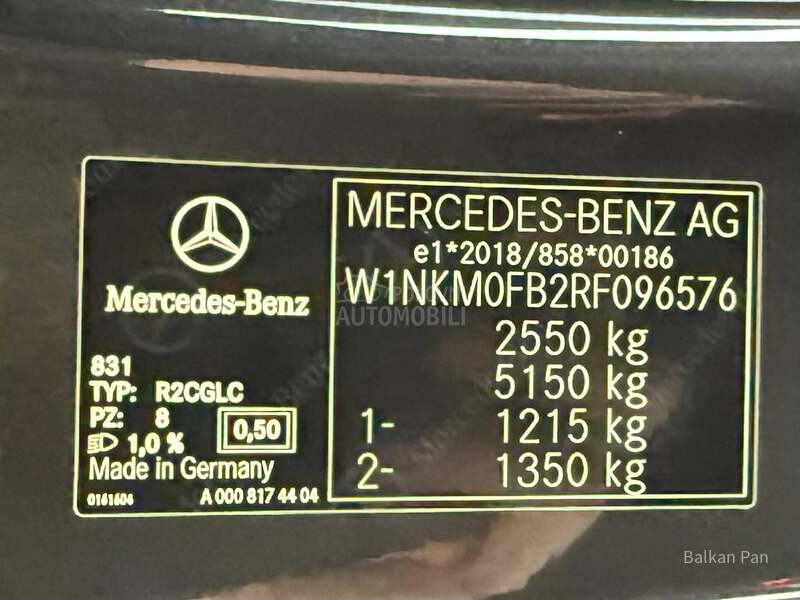 Mercedes-Benz
831
TYP: R2CGLC
PZ: 8
1,0 %
0,50
Made in Germany
0161606
A 000 817 44 04
MERCEDES-BENZ AG
e1*2018/858*00186
W1NKM0FB2RF096576
2550 kg
5150 kg
1- 1215 kg
2- 1350 kg
AUTOMOBILI
Balkan Pan